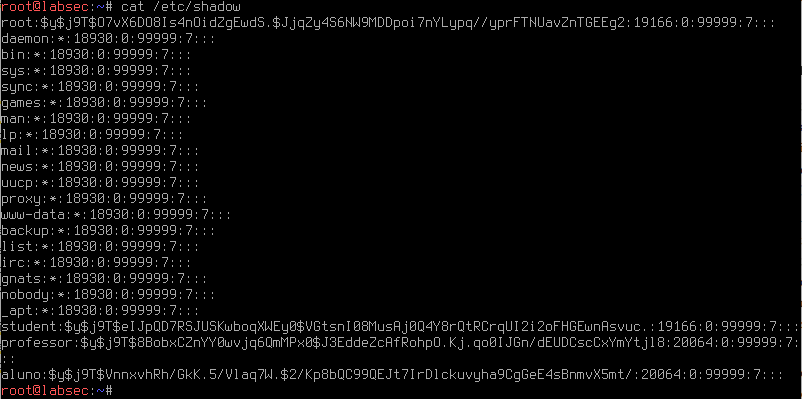 root@labsec:~# cat /etc/shadow
root:$y$j9T$O7vX6DO8Is4nOidZgEwdS.$JjqZy4S6NW9MDDpoi7nYLypq//yprFTNUavZnTGEEg2:19166:0:99999:7:::
daemon:*:18930:0:99999:7:::
bin:*:18930:0:99999:7:::
sys:*:18930:0:99999:7:::
sync:*:18930:0:99999:7:::
games:*:18930:0:99999:7:::
man:*:18930:0:99999:7:::
lp:*:18930:0:99999:7:::
mail:*:18930:0:99999:7:::
news:*:18930:0:99999:7:::
uucp:*:18930:0:99999:7:::
proxy:*:18930:0:99999:7:::
www-data:*:18930:0:99999:7:::
backup:*:18930:0:99999:7:::
list:*:18930:0:99999:7:::
irc:*:18930:0:99999:7:::
gnats:*:18930:0:99999:7:::
nobody:*:18930:0:99999:7:::
_apt:*:18930:0:99999:7:::
student:$y$j9T$eIJpQD7RSJUSKwboqXWEy0$VGtsnI08MusAj0Q4Y8rQtRCrqUI2i2oFHGEwnAsvuc.:19166:0:99999:7:::
professor:$y$j9T$8BobxCZnYY0wvjq6QmMPx0$J3EddeZcAfRohpO.Kj.qo0IJGn/dEUDCscCxYmYtjl8:20064:0:99999:7:
::
aluno:$y$j9T$VnnxvhRh/GkK.5/Vlaq7W.$2/Kp8bQC99QEJt7IrDlckuvyha9CgGeE4sBnmvX5mt/:20064:0:99999:7:::
root@labsec:~#